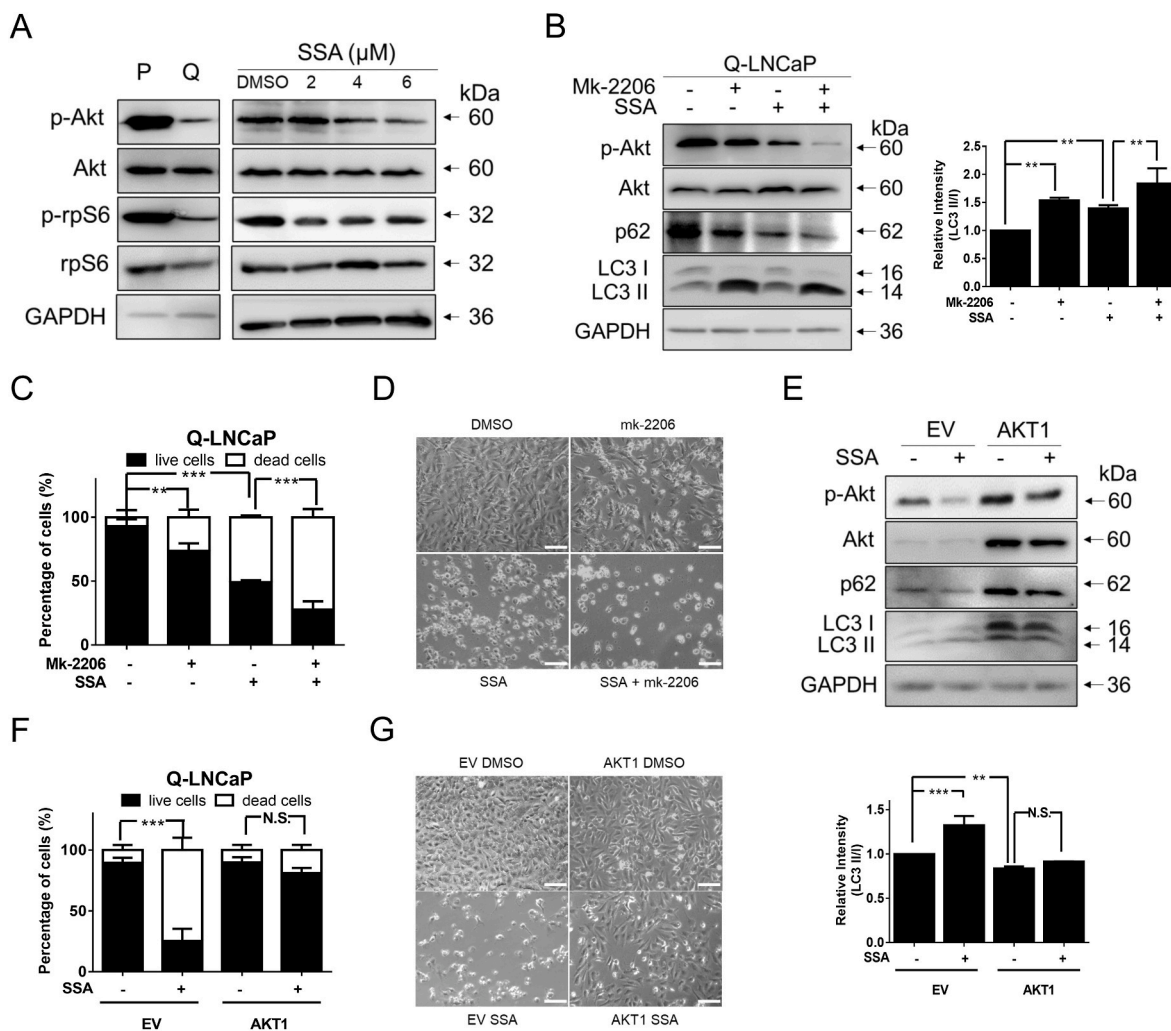 A
SSA (µM)
P Q DMSO 2 4 6 kDa
p-Akt 60
Akt 60
p-rpS6 32
rpS6 32
GAPDH 36
B
Q-LNCaP
Mk-2206 - + - +
SSA - - + +
kDa
p-Akt 60
Akt 60
p62 62
LC3 I 16
LC3 II 14
GAPDH 36
Relative Intensity
(LC3 II/I)
2.5
2.0
1.5
1.0
0.5
0.0
** ** **
Mk-2206 - + - +
SSA - - + +
C
Q-LNCaP
live cells dead cells
*** ***
**
Percentage of cells (%)
100
50
0
Mk-2206 - + - +
SSA - - + +
D
DMSO mk-2206
SSA SSA + mk-2206
E
EV AKT1
SSA - + - +
kDa
p-Akt 60
Akt 60
p62 62
LC3 I 16
LC3 II 14
GAPDH 36
Relative Intensity
(LC3 II/I)
1.5
1.0
0.5
0.0
**
*** N.S.
SSA - + - +
EV AKT1
F
Q-LNCaP
live cells dead cells
*** N.S.
Percentage of cells (%)
100
50
0
SSA - + - +
EV AKT1
G
EV DMSO AKT1 DMSO
EV SSA AKT1 SSA